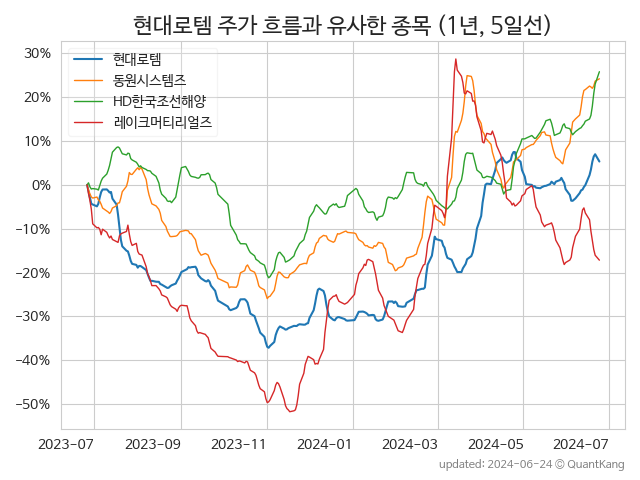 현대로템 주가 흐름과 유사한 종목 (1년, 5일선)
현대로템
동원시스템즈
HD한국조선해양
레이크머티리얼즈
30%
20%
10%
0%
−10%
−20%
−30%
−40%
−50%
2023-07 2023-09 2023-11 2024-01 2024-03 2024-05 2024-07
updated: 2024-06-24 ⓒ QuantKang